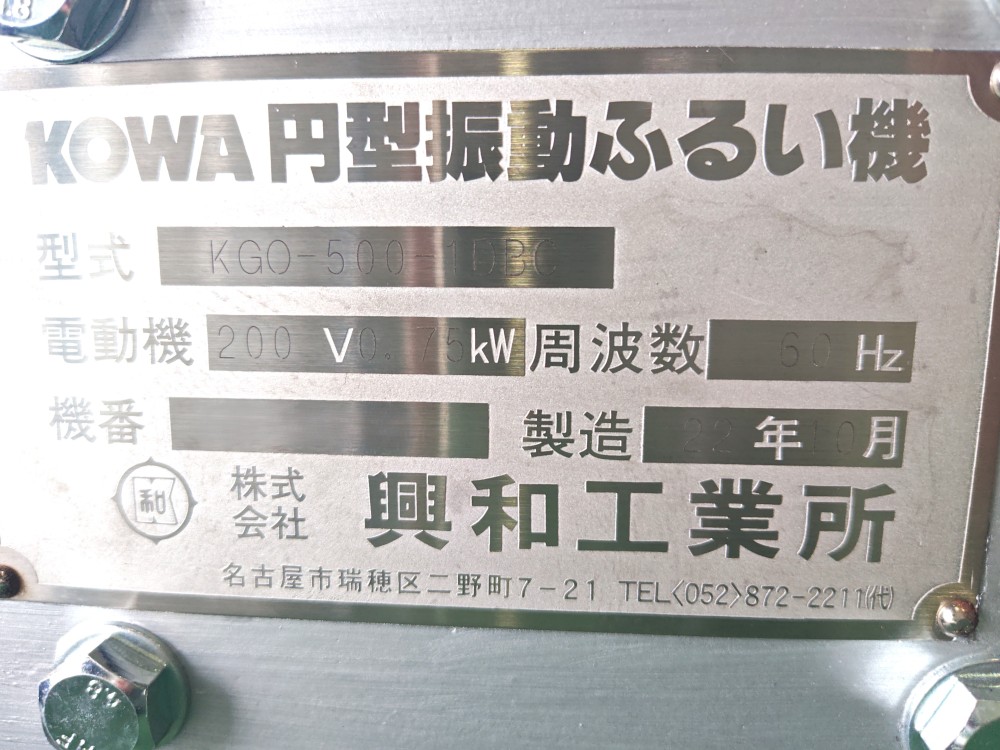 KOWA 円型振動ふるい機
型式 KGO-500-1DBC
電動機 200 V 0.75 kW 周波数 60 Hz
機番 製造 22 年 10 月
和 株式会社 興和工業所
名古屋市瑞穂区二野町7-21 TEL〈052〉872-2211㈹